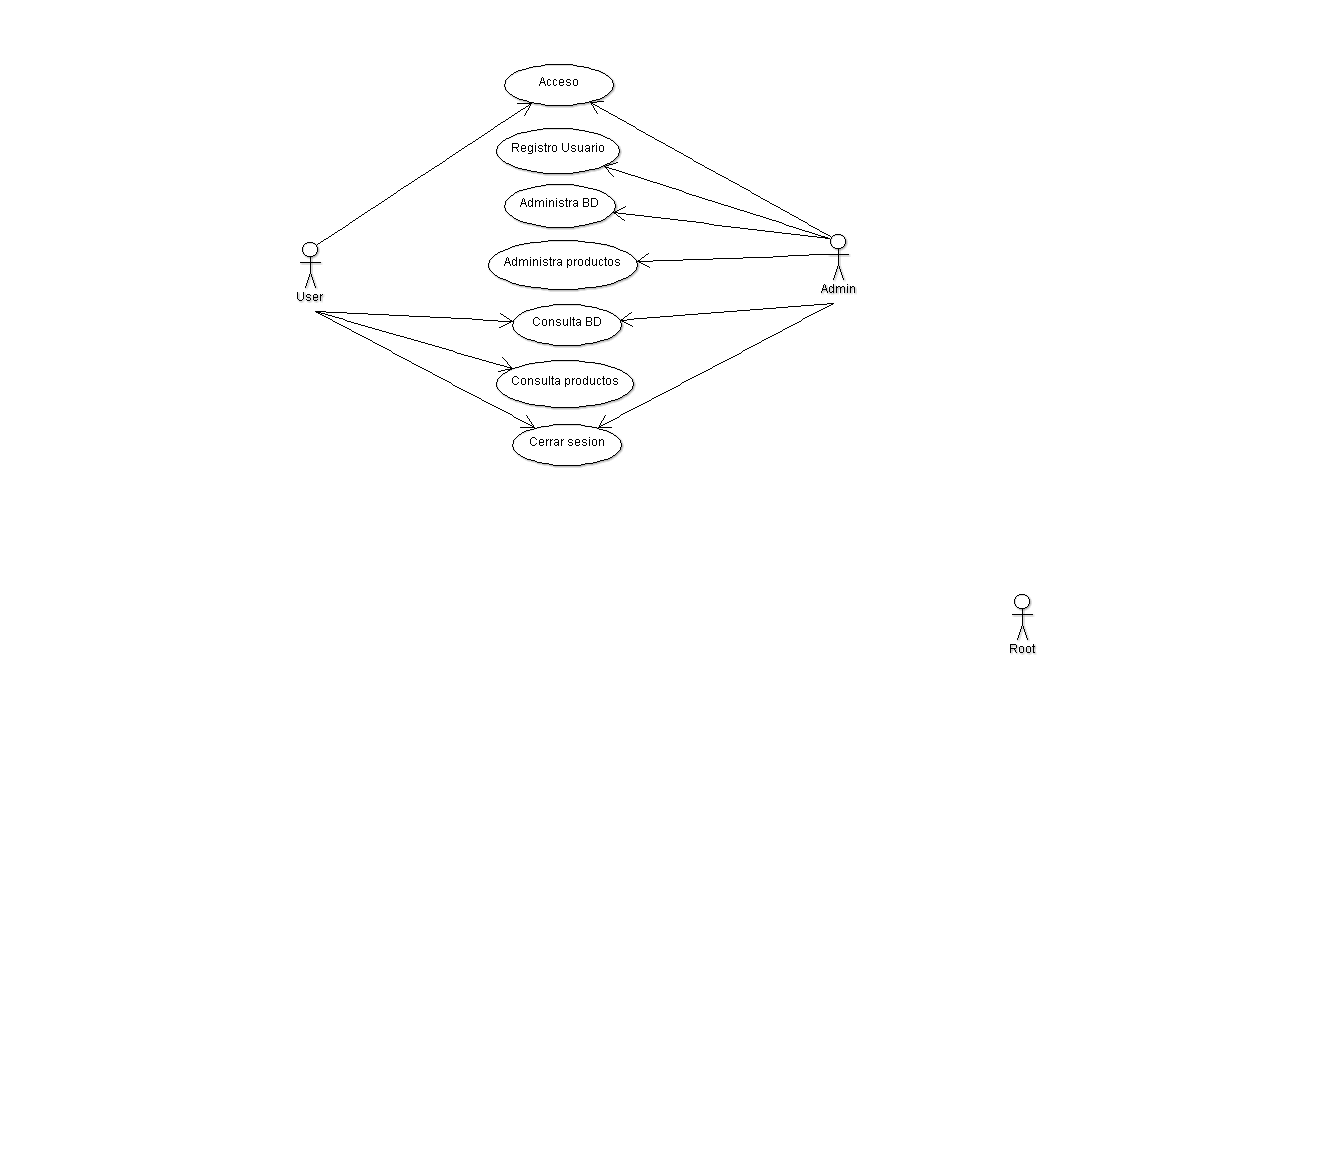 Acceso
Registro Usuario
Administra BD
Administra productos
User
Admin
Consulta BD
Consulta productos
Cerrar sesion
Root